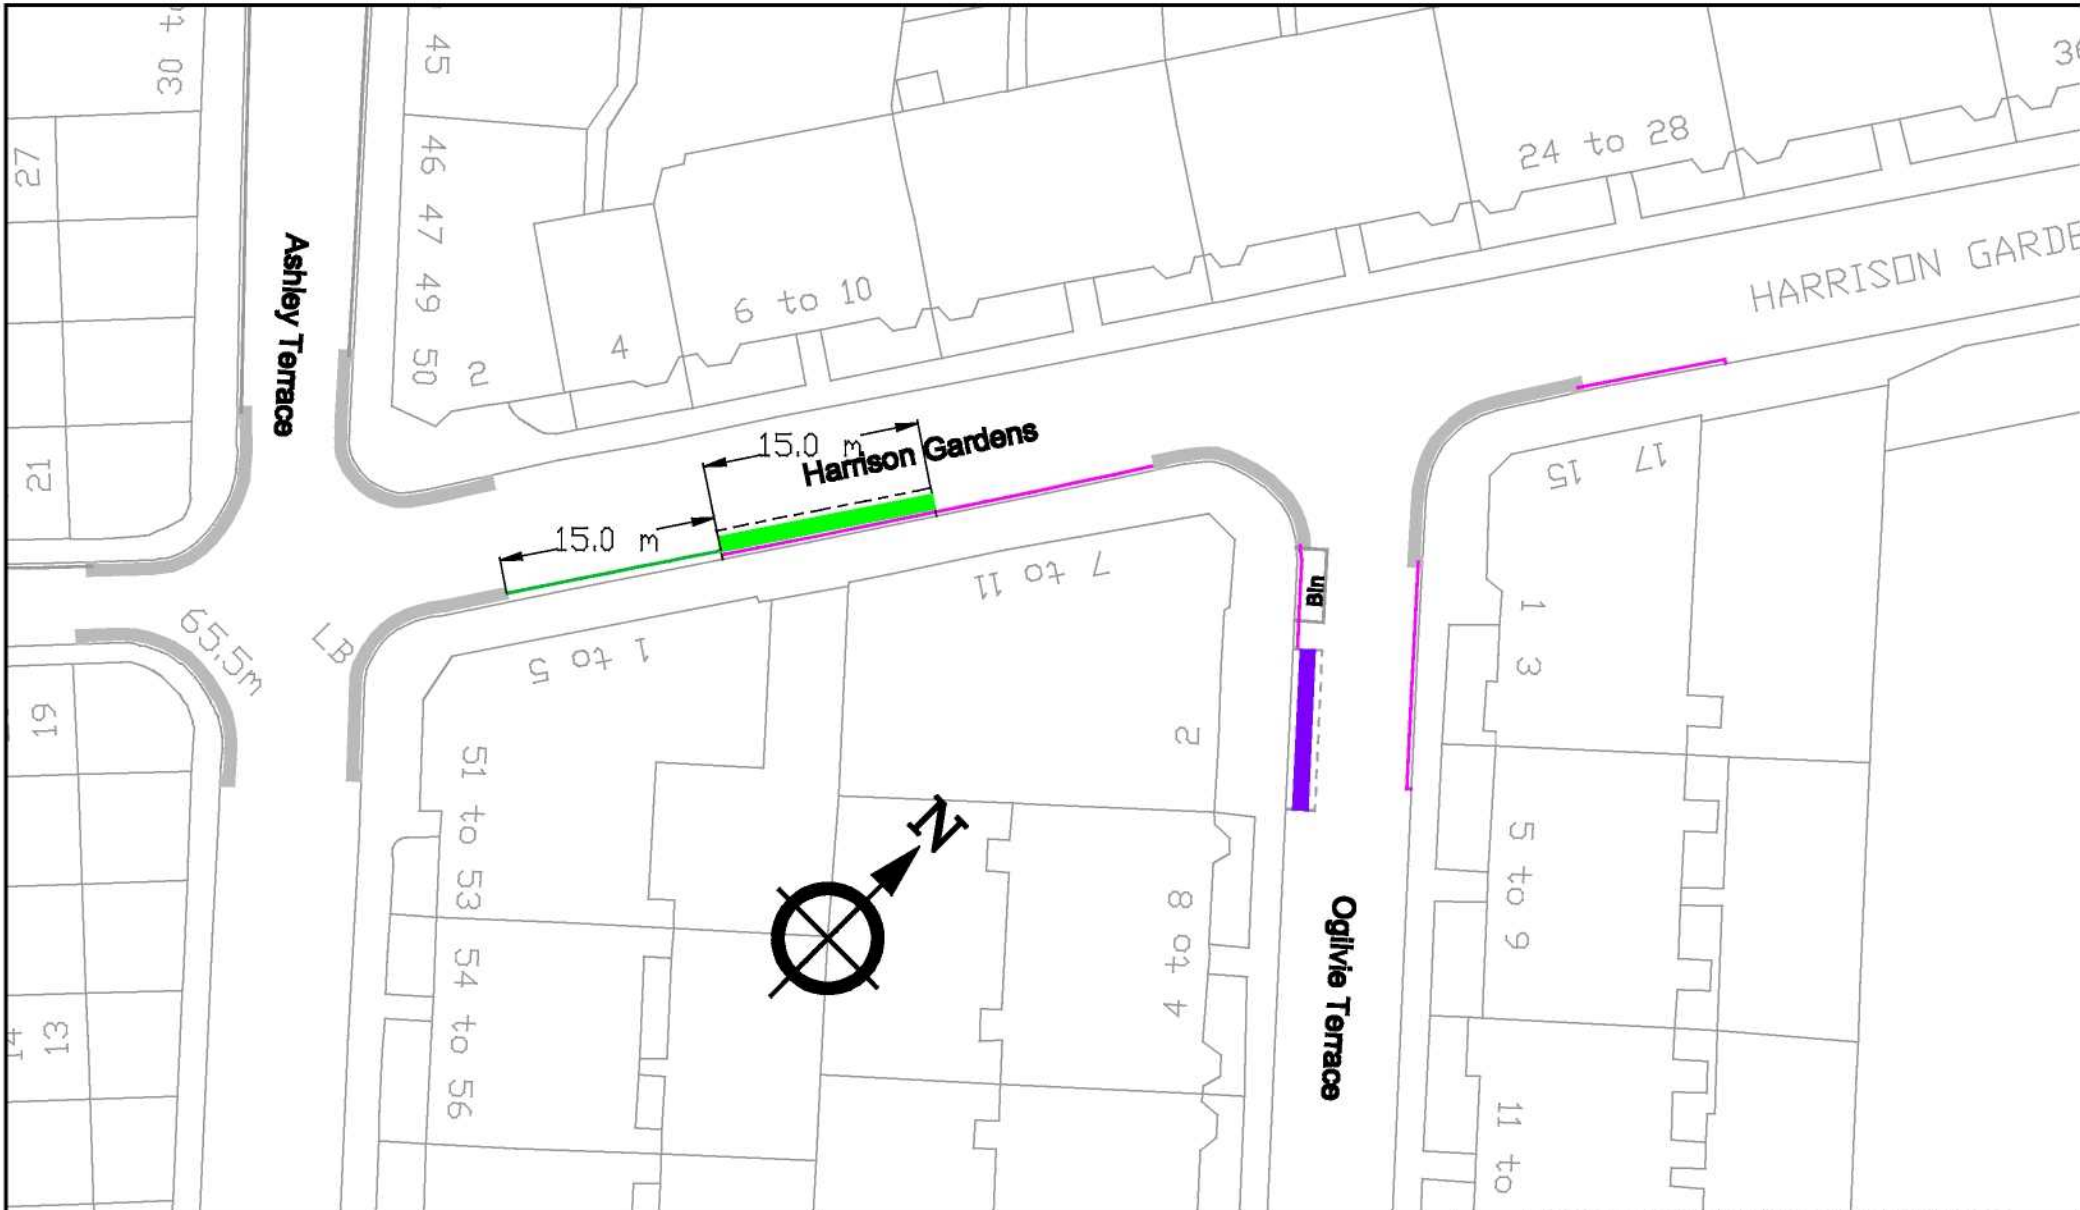 30 t
45
27
46
47
49
50
2
4
6 to 10
24 to 28
HARRISON GARDE
Ashley Terrace
21
15.0 m
Harrison Gardens
15.0 m
15
17
7 to 11
1 to 5
Bin
1
3
65.5m
LB
19
2
51 to 53
5 to 9
N
4 to 8
54 to 56
Ogilvie Terrace
14
13
11 to